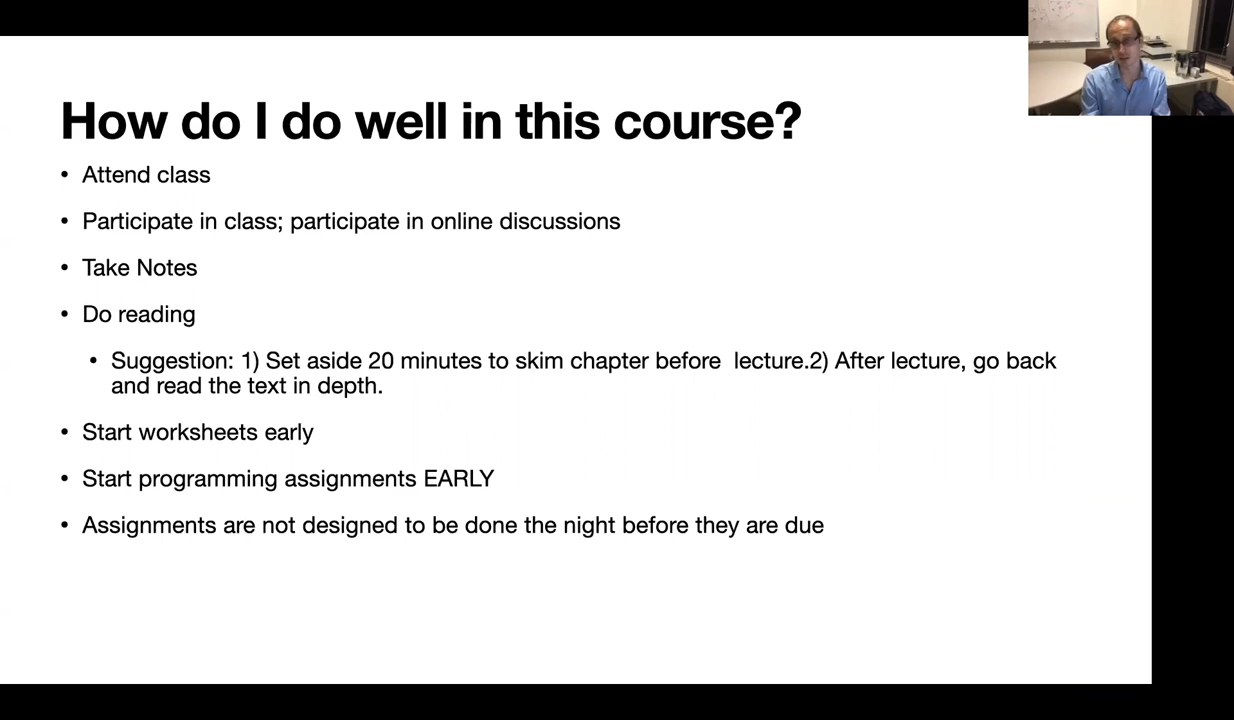 How do I do well in this course?
• Attend class
• Participate in class; participate in online discussions
• Take Notes
• Do reading
• Suggestion: 1) Set aside 20 minutes to skim chapter before  lecture.2) After lecture, go back
and read the text in depth.
• Start worksheets early
• Start programming assignments EARLY
• Assignments are not designed to be done the night before they are due